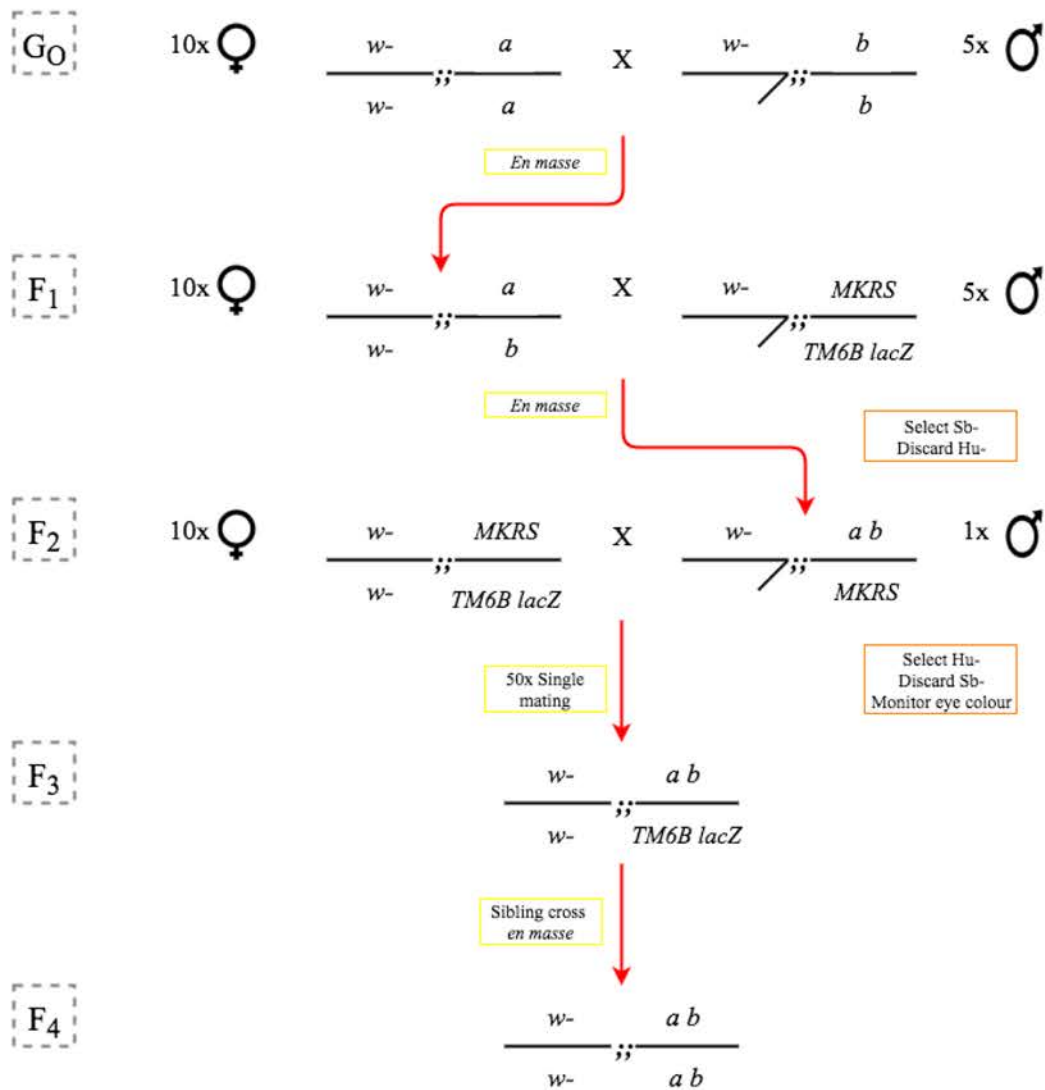 w- a w- b
G0 10x X 5x
;; ;;
w- a b
En masse
w- a w- MKRS
F1 10x X 5x
;; ;;
w- b TM6B lacZ
En masse
Select Sb-
Discard Hu-
w- MKRS w- a b
F2 10x X 1x
;; ;;
w- TM6B lacZ MKRS
50x Single
mating
Select Hu-
Discard Sb-
Monitor eye colour
w- a b
F3
;;
w- TM6B lacZ
Sibling cross
en masse
w- a b
F4
;;
w- a b